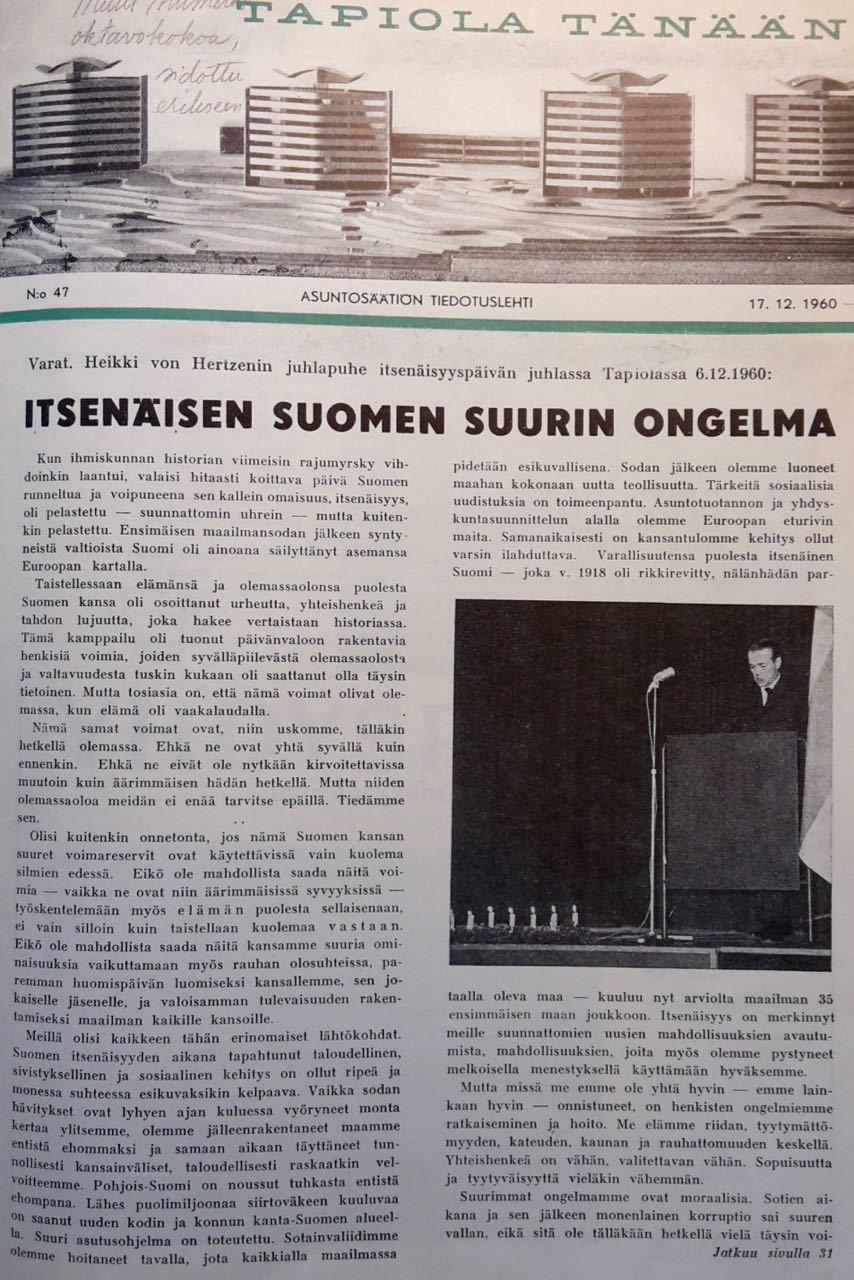 numero
oktavokokoa,
sidottu
erikseen
TAPIOLA TÄNÄÄN
N:o 47
ASUNTOSÄÄTIÖN TIEDOTUSLEHTI
17. 12. 1960
Varat. Heikki von Hertzenin juhlapuhe itsenäisyyspäivän juhlassa Tapiolassa 6.12.1960:
ITSENÄISEN SUOMEN SUURIN ONGELMA
Kun ihmiskunnan historian viimeisin rajumyrsky vih-
doinkin laantui, valaisi hitaasti koittava päivä Suomen
runneltua ja voipuneena sen kallein omaisuus, itsenäisyys,
oli pelastettu — suunnattomin uhrein — mutta kuiten-
kin pelastettu. Ensimäisen maailmansodan jälkeen synty-
neistä valtioista Suomi oli ainoana säilyttänyt asemansa
Euroopan kartalla.
Taistellessaan elämänsä ja olemassaolonsa puolesta
Suomen kansa oli osoittanut urheutta, yhteishenkeä ja
tahdon lujuutta, joka hakee vertaistaan historiassa.
Tämä kamppailu oli tuonut päivänvaloon rakentavia
henkisiä voimia, joiden syvälläpiilevästä olemassaolosta
ja valtavuudesta tuskin kukaan oli saattanut olla täysin
tietoinen. Mutta tosiasia on, että nämä voimat olivat ole-
massa, kun elämä oli vaakalaudalla.
Nämä samat voimat ovat, niin uskomme, tälläkin
hetkellä olemassa. Ehkä ne ovat yhtä syvällä kuin
ennenkin. Ehkä ne eivät ole nytkään kirvoitettavissa
muutoin kuin äärimmäisen hädän hetkellä. Mutta niiden
olemassaoloa meidän ei enää tarvitse epäillä. Tiedämme
sen.
Olisi kuitenkin onnetonta, jos nämä Suomen kansan
suuret voimareservit ovat käytettävissä vain kuolema
silmien edessä. Eikö ole mahdollista saada näitä voi-
mia — vaikka ne ovat niin äärimmäisissä syvyyksissä —
työskentelemään myös elämän puolesta sellaisenaan,
ei vain silloin kuin taistellaan kuolemaa vastaan.
Eikö ole mahdollista saada näitä kansamme suuria omi-
naisuuksia vaikuttamaan myös rauhan olosuhteissa, pa-
remman huomispäivän luomiseksi kansallemme, sen jo-
kaiselle jäsenelle, ja valoisamman tulevaisuuden raken-
tamiseksi maailman kaikille kansoille.
Meillä olisi kaikkeen tähän erinomaiset lähtökohdat.
Suomen itsenäisyyden aikana tapahtunut taloudellinen,
sivistyksellinen ja sosiaalinen kehitys on ollut ripeä ja
monessa suhteessa esikuvaksikin kelpaava. Vaikka sodan
hävitykset ovat lyhyen ajan kuluessa vyöryneet monta
kertaa ylitsemme, olemme jälleenrakentaneet maamme
entistä ehommaksi ja samaan aikaan täyttäneet tun-
nollisesti kansainväliset, taloudellisesti raskaatkin vel-
voitteemme. Pohjois-Suomi on noussut tuhkasta entistä
ehompana. Lähes puolimiljoonaa siirtoväkeen kuuluvaa
on saanut uuden kodin ja konnun kanta-Suomen alueel-
la. Suuri asutusohjelma on toteutettu. Sotainvaliidimme
olemme hoitaneet tavalla, jota kaikkialla maailmassa
pidetään esikuvallisena. Sodan jälkeen olemme luoneet
maahan kokonaan uutta teollisuutta. Tärkeitä sosiaalisia
uudistuksia on toimeenpantu. Asuntotuotannon ja yhdys-
kuntasuunnittelun alalla olemme Euroopan eturivin
maita. Samanaikaisesti on kansantulomme kehitys ollut
varsin ilahduttava. Varallisuutensa puolesta itsenäinen
Suomi — joka v. 1918 oli rikkirevitty, nälänhädän par-
taalla oleva maa — kuuluu nyt arviolta maailman 35
ensimmäisen maan joukkoon. Itsenäisyys on merkinnyt
meille suunnattomien uusien mahdollisuuksien avautu-
mista, mahdollisuuksien, joita myös olemme pystyneet
melkoisella menestyksellä käyttämään hyväksemme.
Mutta missä me emme ole yhtä hyvin — emme lain-
kaan hyvin — onnistuneet, on henkisten ongelmiemme
ratkaiseminen ja hoito. Me elämme riidan, tyytymättö-
myyden, kateuden, kaunan ja rauhattomuuden keskellä.
Yhteishenkeä on vähän, valitettavan vähän. Sopuisuutta
ja tyytyväisyyttä vieläkin vähemmän.
Suurimmat ongelmamme ovat moraalisia. Sotien ai-
kana ja sen jälkeen monenlainen korruptio sai suuren
vallan, eikä sitä ole tälläkään hetkellä vielä täysin voi-
Jatkuu sivulla 31